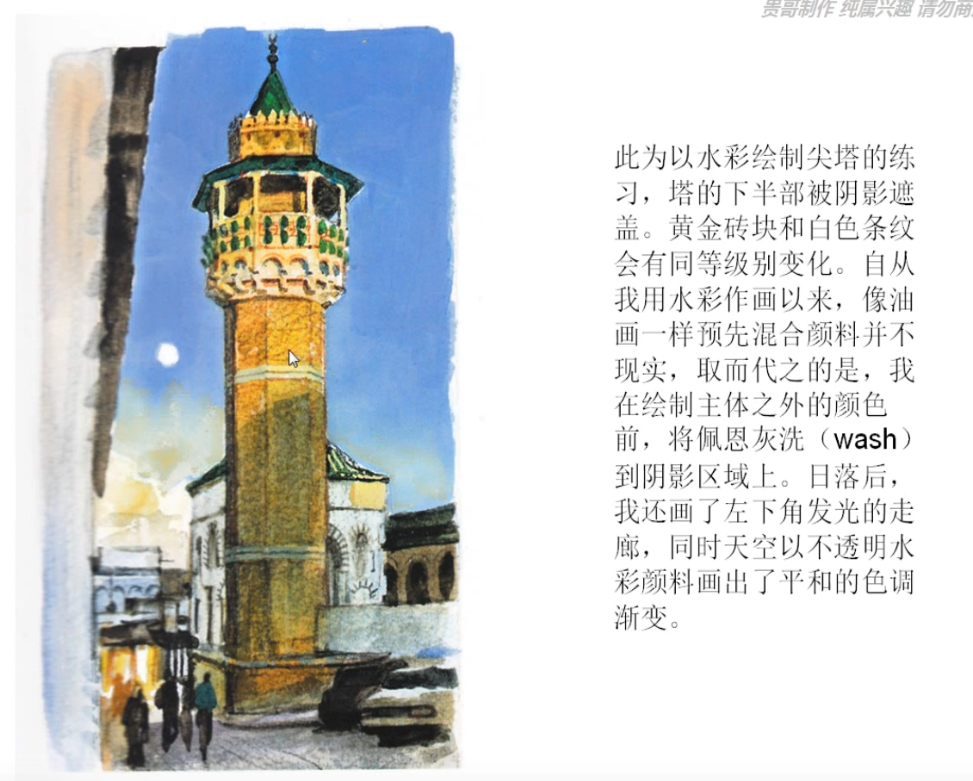 贵哥制作 纯属兴趣 请勿商
此为以水彩绘制尖塔的练
习，塔的下半部被阴影遮
盖。黄金砖块和白色条纹
会有同等级别变化。自从
我用水彩作画以来，像油
画一样预先混合颜料并不
现实，取而代之的是，我
在绘制主体之外的颜色
前，将佩恩灰洗（wash）
到阴影区域上。日落后，
我还画了左下角发光的走
廊，同时天空以不透明水
彩颜料画出了平和的色调
渐变。